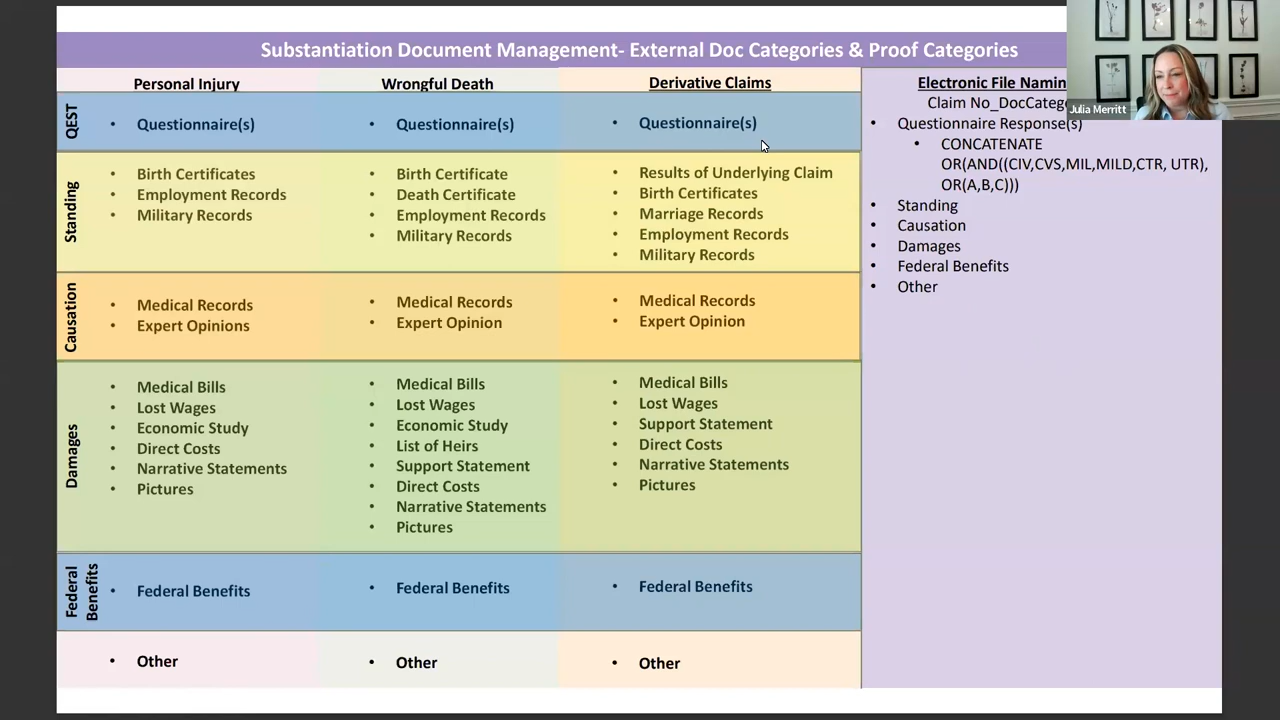 Substantiation Document Management- External Doc Categories & Proof Categories
Personal Injury
Wrongful Death
Derivative Claims
QEST
• Questionnaire(s)
• Questionnaire(s)
• Questionnaire(s)
Standing
• Birth Certificates
• Employment Records
• Military Records
• Birth Certificate
• Death Certificate
• Employment Records
• Military Records
• Results of Underlying Claim
• Birth Certificates
• Marriage Records
• Employment Records
• Military Records
Causation
• Medical Records
• Expert Opinions
• Medical Records
• Expert Opinion
• Medical Records
• Expert Opinion
Damages
• Medical Bills
• Lost Wages
• Economic Study
• Direct Costs
• Narrative Statements
• Pictures
• Medical Bills
• Lost Wages
• Economic Study
• List of Heirs
• Support Statement
• Direct Costs
• Narrative Statements
• Pictures
• Medical Bills
• Lost Wages
• Support Statement
• Direct Costs
• Narrative Statements
• Pictures
Federal
Benefits
• Federal Benefits
• Federal Benefits
• Federal Benefits
• Other
• Other
• Other
Electronic File Namin
Claim No_DocCateg
• Questionnaire Response(s)
• CONCATENATE
OR(AND((CIV,CVS,MIL,MILD,CTR, UTR),
OR(A,B,C)))
• Standing
• Causation
• Damages
• Federal Benefits
• Other
Julia Merritt